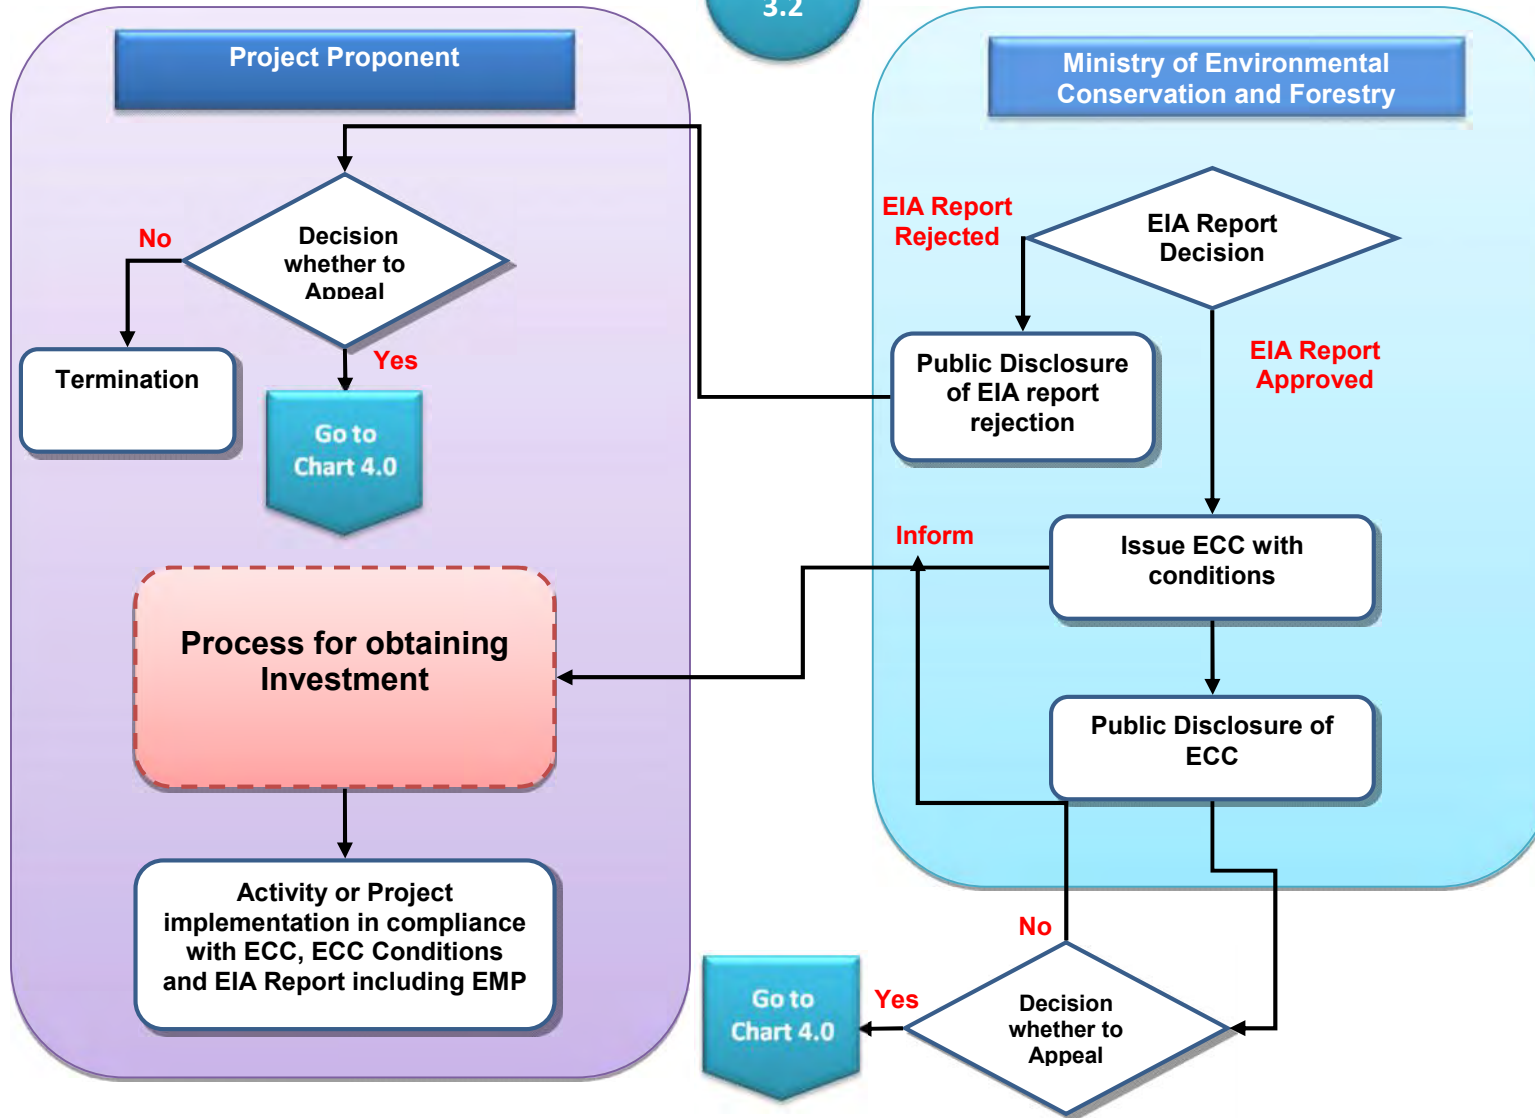 3.2
Project Proponent
Ministry of Environmental
Conservation and Forestry
No
Decision
whether to
Appeal
Yes
Termination
Go to
Chart 4.0
EIA Report
Rejected
EIA Report
Decision
Public Disclosure
of EIA report
rejection
EIA Report
Approved
Inform
Issue ECC with
conditions
Process for obtaining
Investment
Public Disclosure of
ECC
Activity or Project
implementation in compliance
with ECC, ECC Conditions
and EIA Report including EMP
No
Go to
Chart 4.0
Yes
Decision
whether to
Appeal